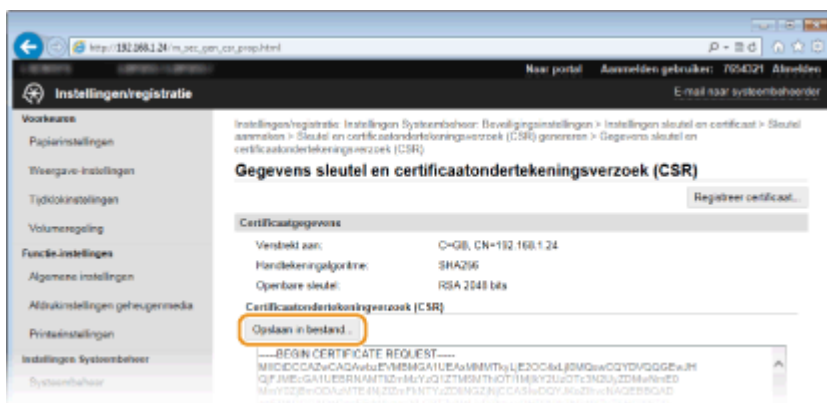 http://192.168.1.24/m_sec_gen_csr_prop.html
Naar portal Aanmelden gebruiker: 7654321 Afmelden
Instellingen/registratie
E-mail naar systeembeheerder
Voorkeuren
Papierinstellingen
Weergave-instellingen
Tijdklokinstellingen
Volumeregeling
Functie-instellingen
Algemene instellingen
Afdrukinstellingen geheugenmedia
Printerinstellingen
Instellingen Systeembeheer
Systeembeheer
Instellingen/registratie: Instellingen Systeembeheer: Beveiligingsinstellingen > Instellingen sleutel en certificaat > Sleutel
aanmaken > Sleutel en certificaatondertekeningsverzoek (CSR) genereren > Gegevens sleutel en
certificaatondertekeningsverzoek (CSR)
Gegevens sleutel en certificaatondertekeningsverzoek (CSR)
Registreer certificaat...
Certificaatgegevens
Verstrekt aan: C=GB, CN=192.168.1.24
Handtekeningalgoritme: SHA256
Openbare sleutel: RSA 2048 bits
Certificaatondertekeningsverzoek (CSR)
Opslaan in bestand...
-----BEGIN CERTIFICATE REQUEST-----